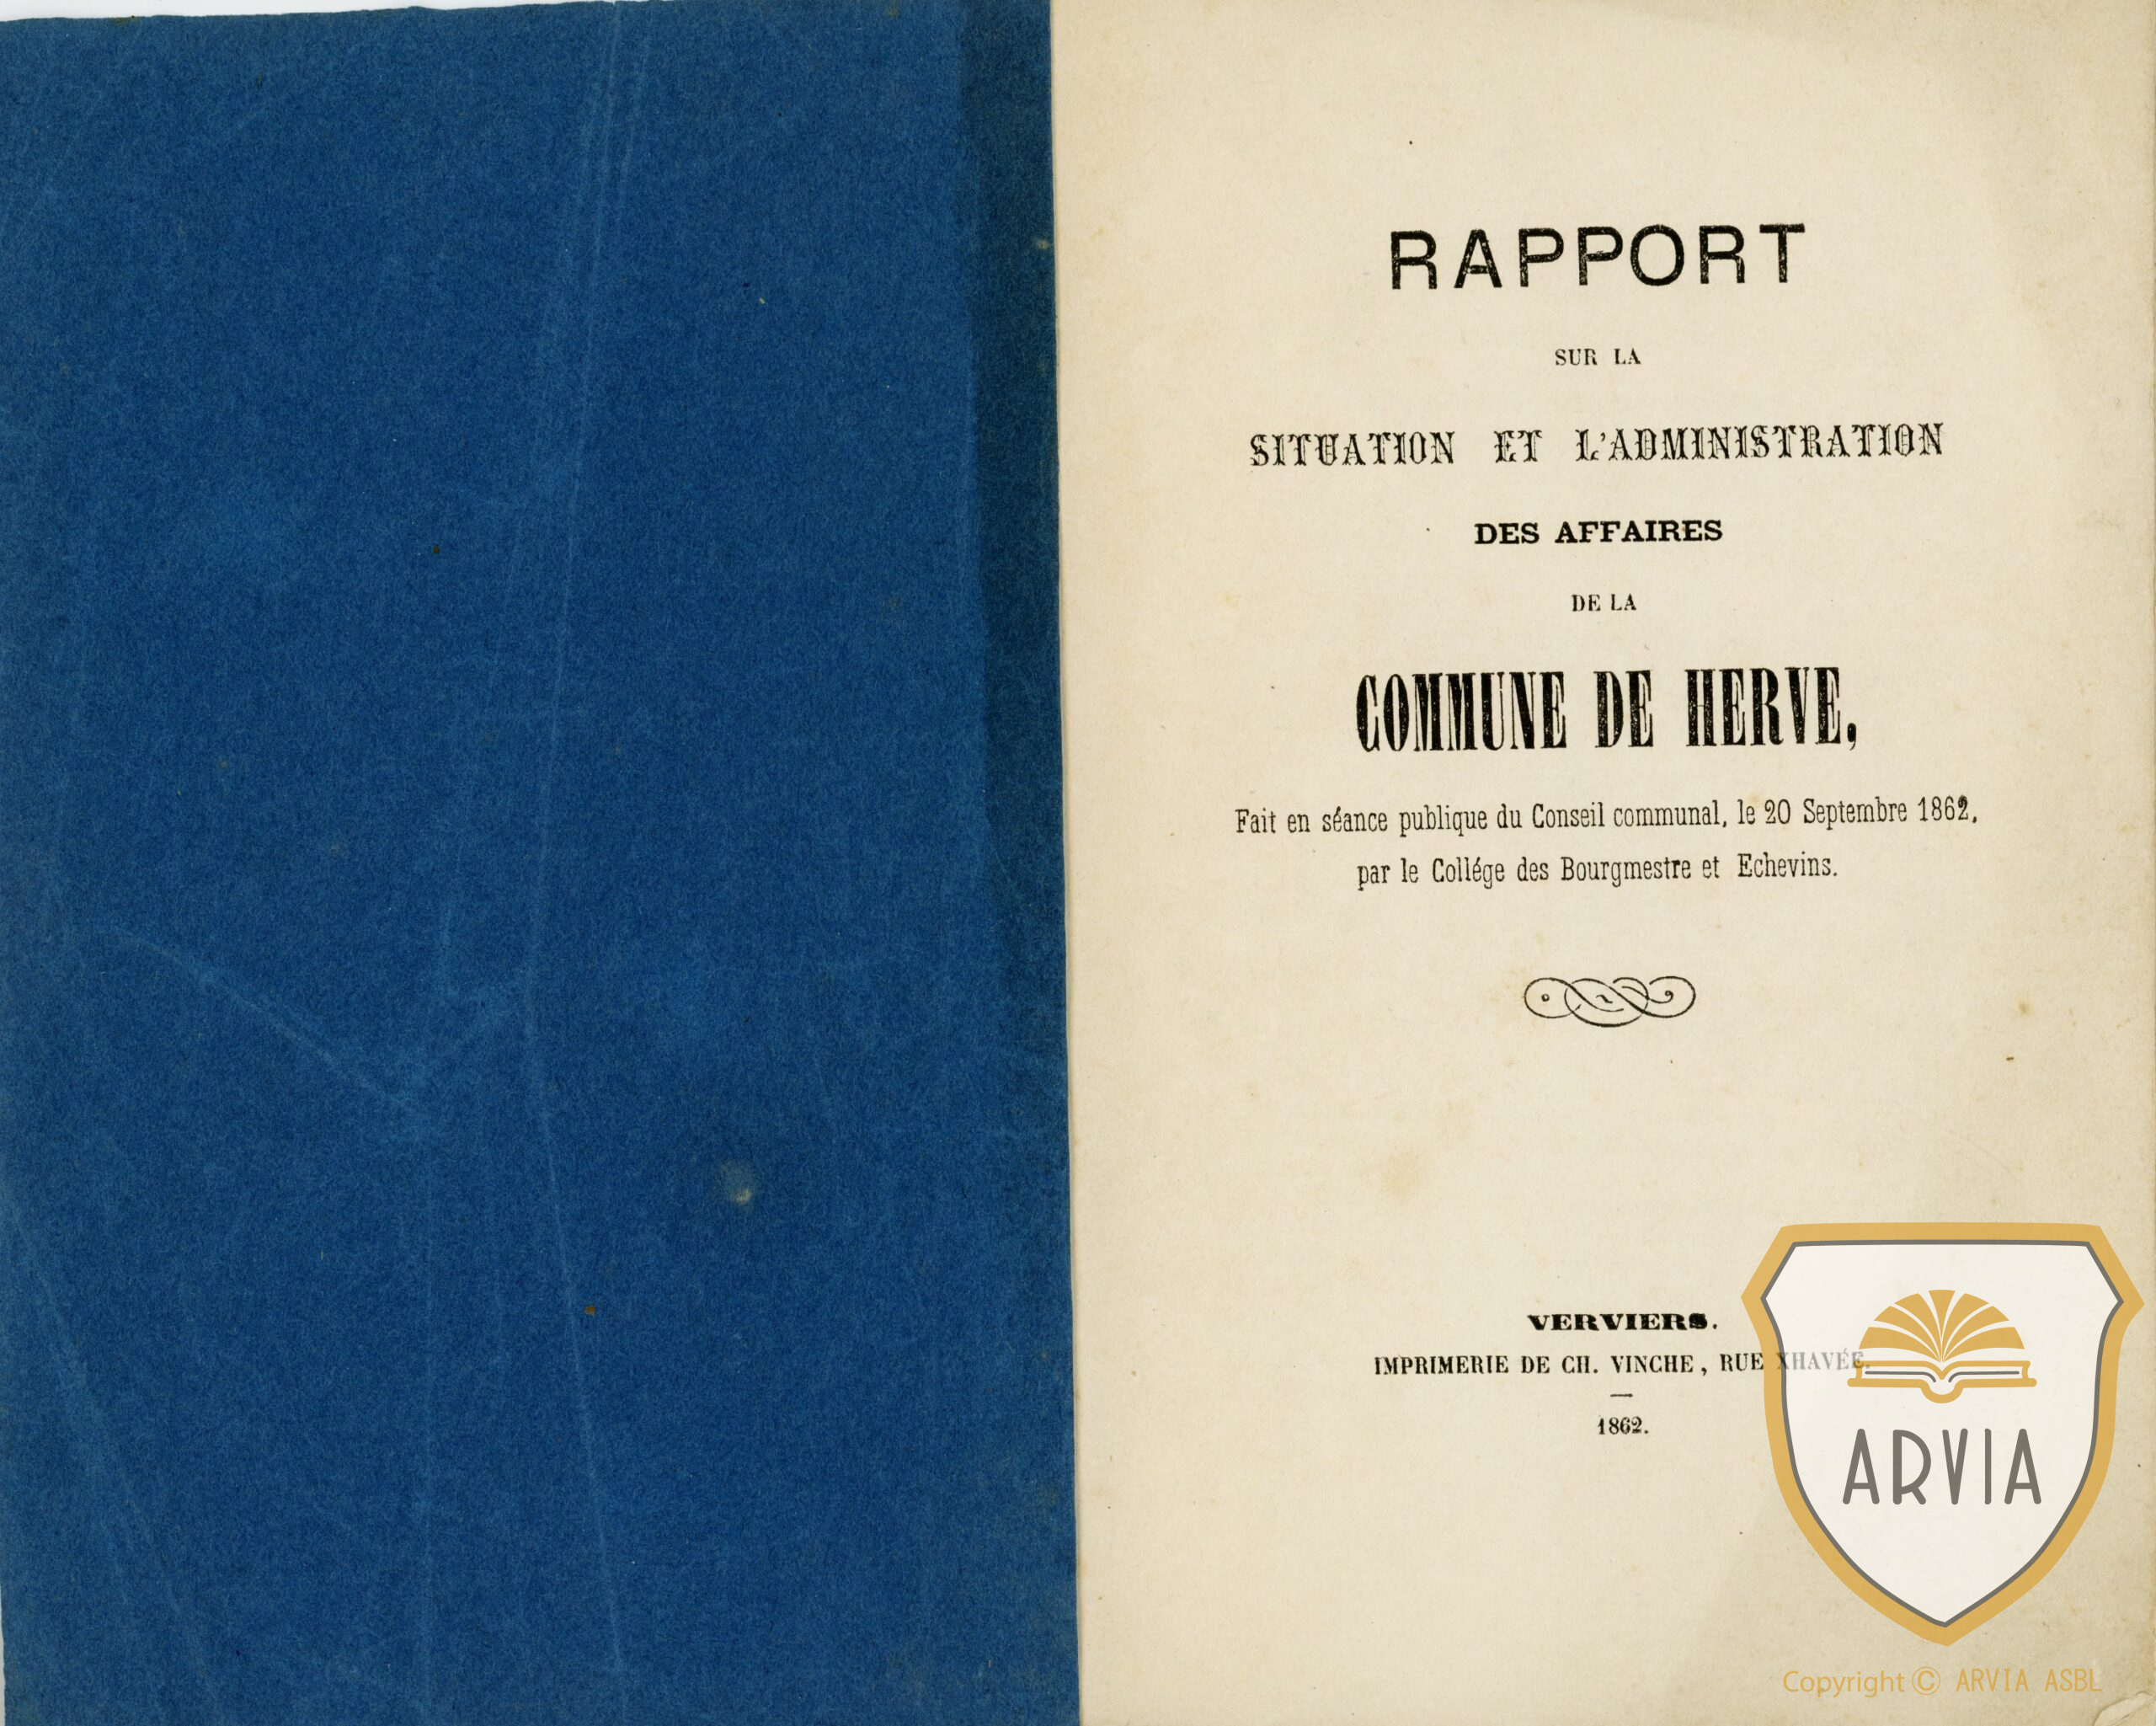 RAPPORT
SUR LA
SITUATION ET L'ADMINISTRATION
DES AFFAIRES
DE LA
COMMUNE DE HERVE,
Fait en séance publique du Conseil communal, le 20 Septembre 1862,
par le Collége des Bourgmestre et Echevins.
VERVIERS.
IMPRIMERIE DE CH. VINCHE, RUE XHAVÉE.
1862.
ARVIA
Copyright © ARVIA ASBL